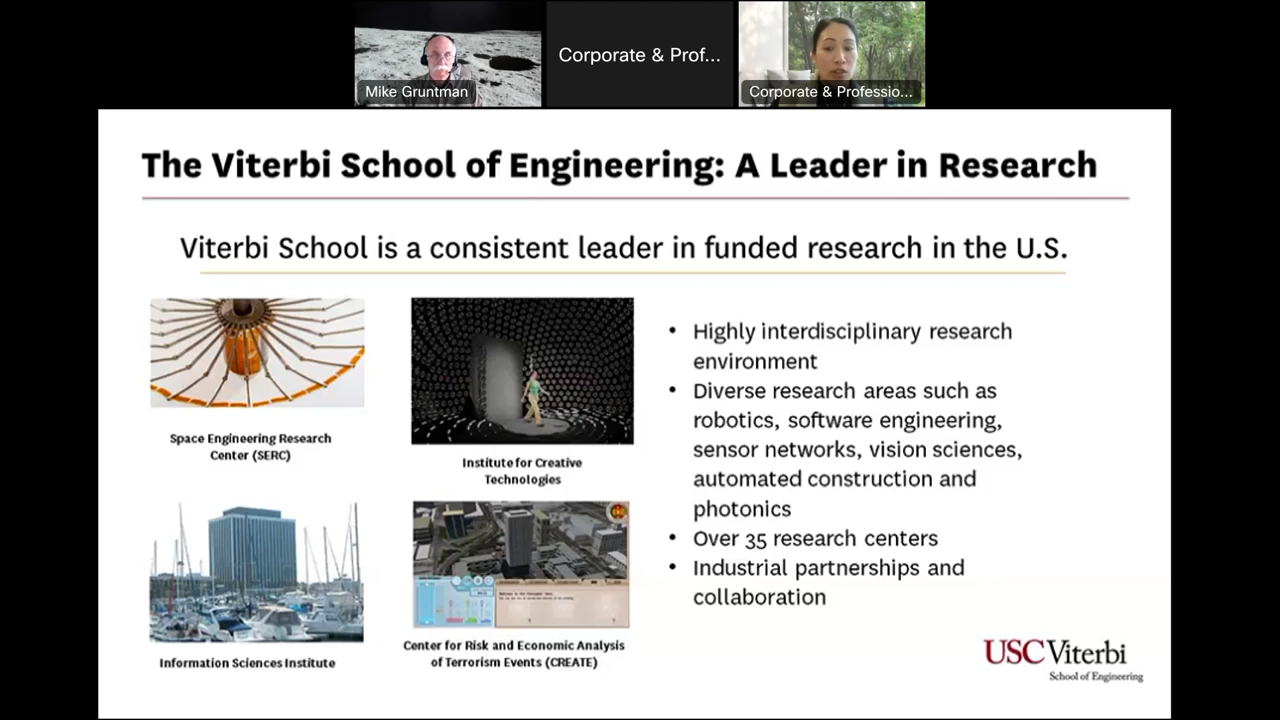 Corporate & Prof...
Mike Gruntman
Corporate & Professio...
The Viterbi School of Engineering: A Leader in Research
Viterbi School is a consistent leader in funded research in the U.S.
Space Engineering Research
Center (SERC)
Institute for Creative
Technologies
Information Sciences Institute
Center for Risk and Economic Analysis
of Terrorism Events (CREATE)
• Highly interdisciplinary research
environment
• Diverse research areas such as
robotics, software engineering,
sensor networks, vision sciences,
automated construction and
photonics
• Over 35 research centers
• Industrial partnerships and
collaboration
USC Viterbi
School of Engineering